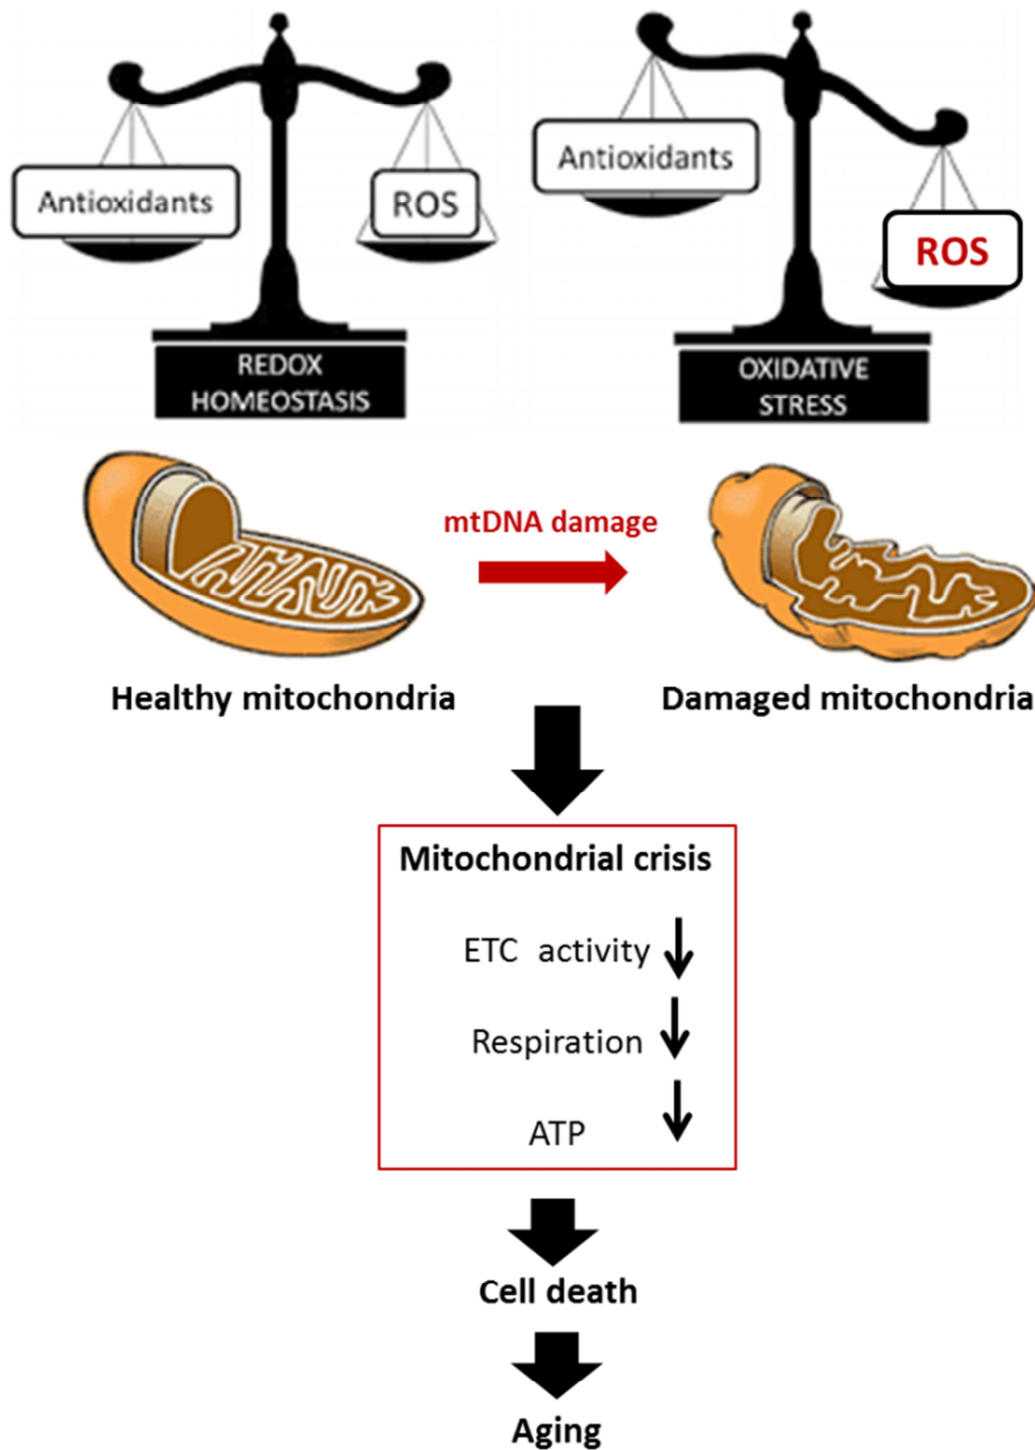 Antioxidants
ROS
REDOX
HOMEOSTASIS
Antioxidants
ROS
OXIDATIVE
STRESS
mtDNA damage
Healthy mitochondria
Damaged mitochondria
Mitochondrial crisis
ETC activity
Respiration
ATP
Cell death
Aging